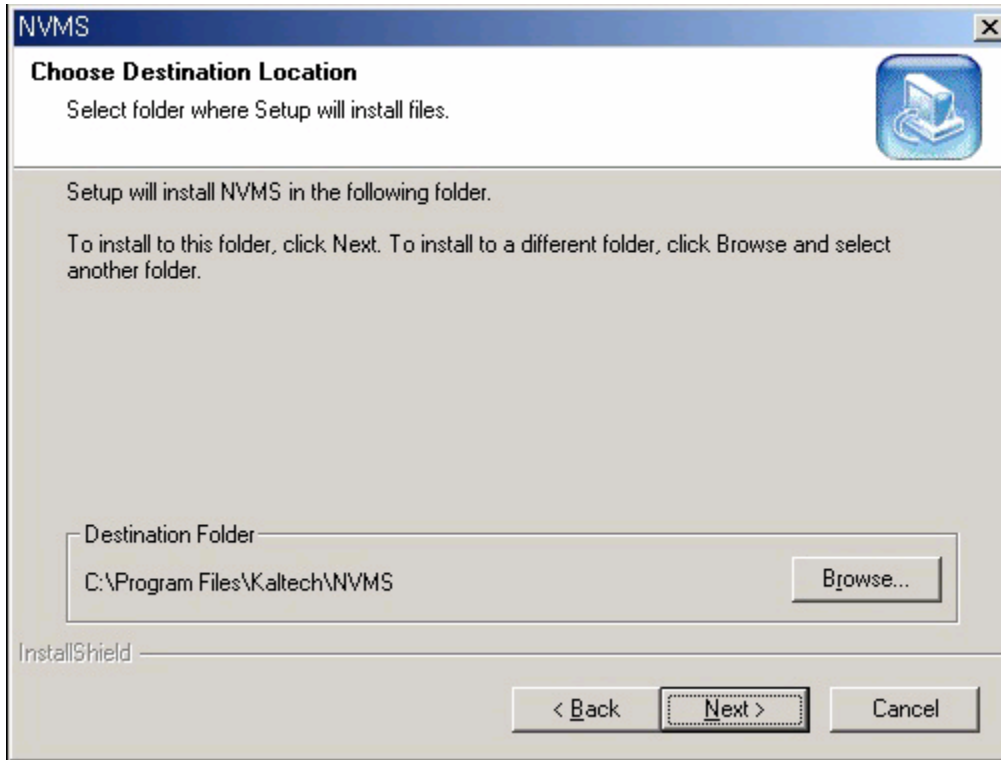 NVMS
Choose Destination Location
Select folder where Setup will install files.
Setup will install NVMS in the following folder.
To install to this folder, click Next. To install to a different folder, click Browse and select
another folder.
Destination Folder
C:\Program Files\Kaltech\NVMS
Browse...
InstallShield
< Back
Next >
Cancel